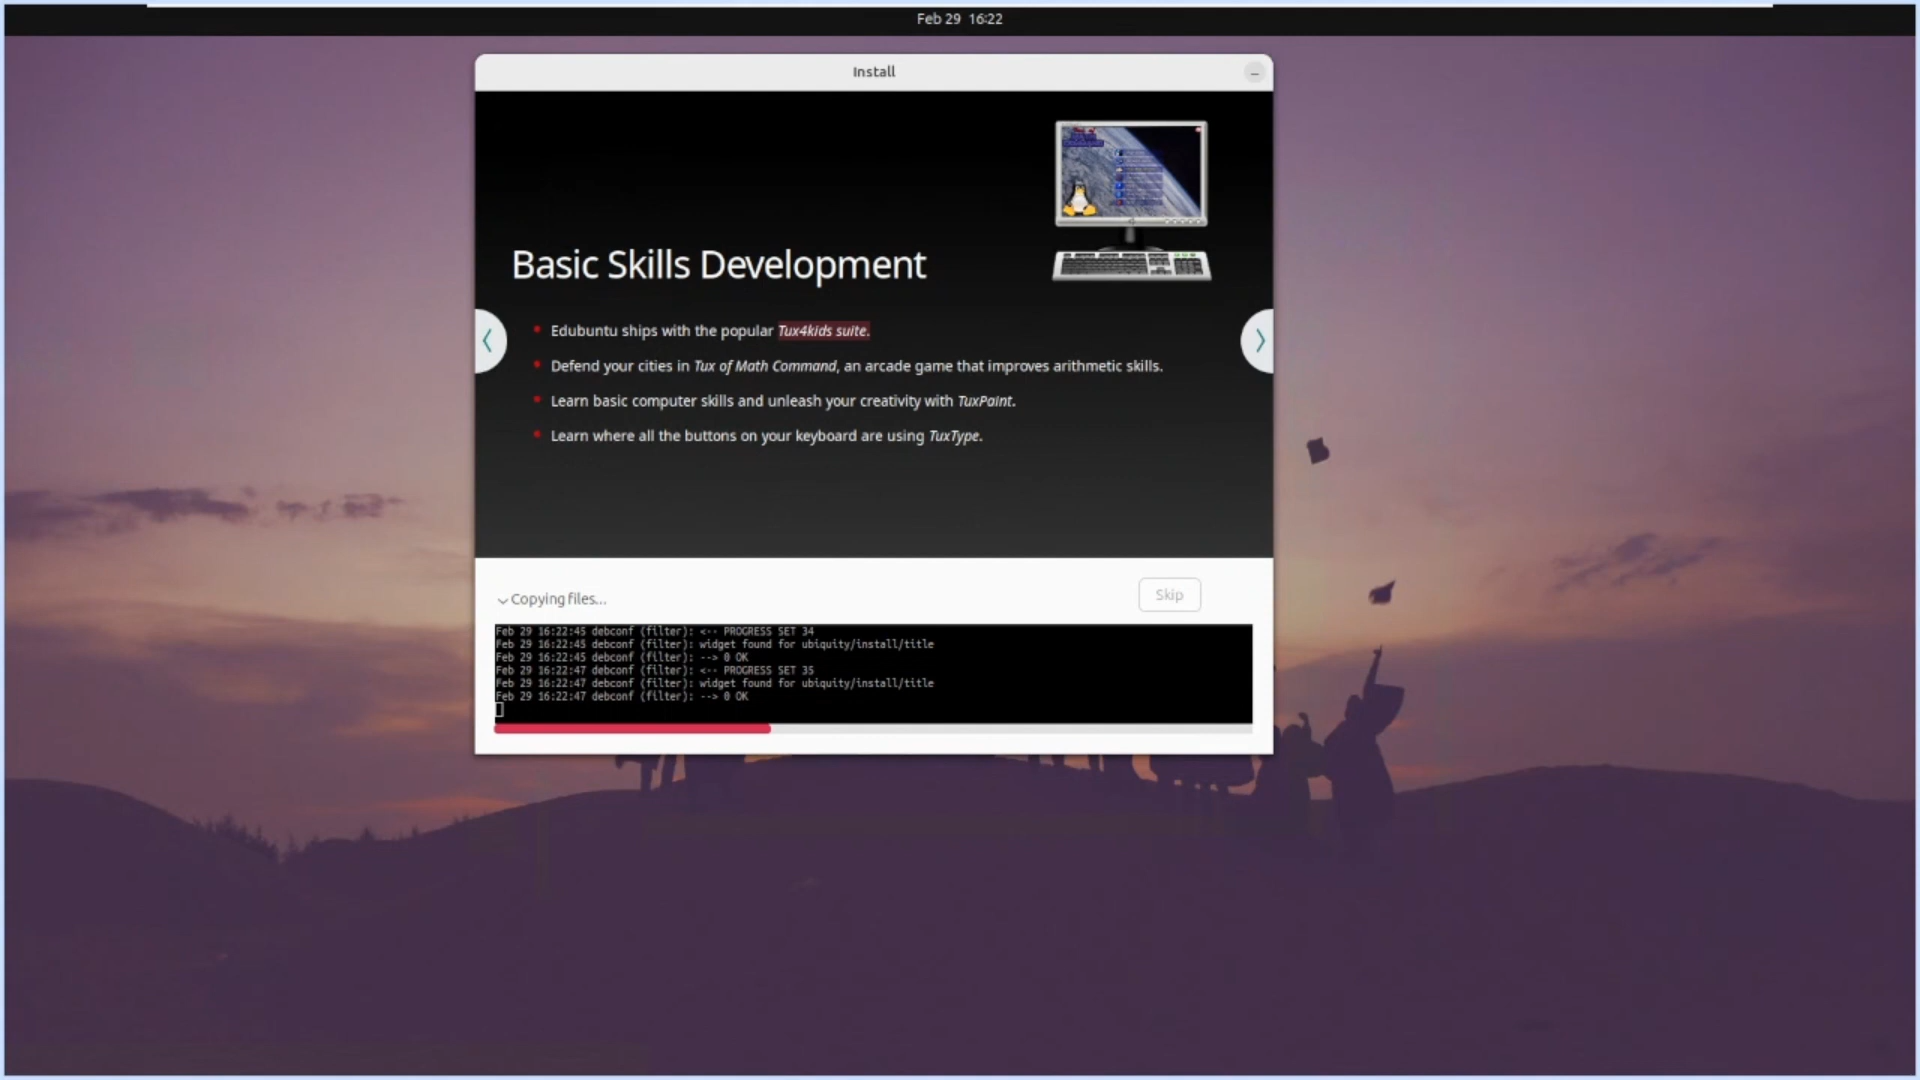 Feb 29 16:22
Install
Basic Skills Development
Edubuntu ships with the popular Tux4kids suite.
Defend your cities in Tux of Math Command, an arcade game that improves arithmetic skills.
Learn basic computer skills and unleash your creativity with TuxPaint.
Learn where all the buttons on your keyboard are using TuxType.
Copying files...
Skip
Feb 29 16:22:45 debconf (filter): <-- PROGRESS SET 34
Feb 29 16:22:45 debconf (filter): widget found for ubiquity/install/title
Feb 29 16:22:45 debconf (filter): --> 0 OK
Feb 29 16:22:47 debconf (filter): <-- PROGRESS SET 35
Feb 29 16:22:47 debconf (filter): widget found for ubiquity/install/title
Feb 29 16:22:47 debconf (filter): --> 0 OK